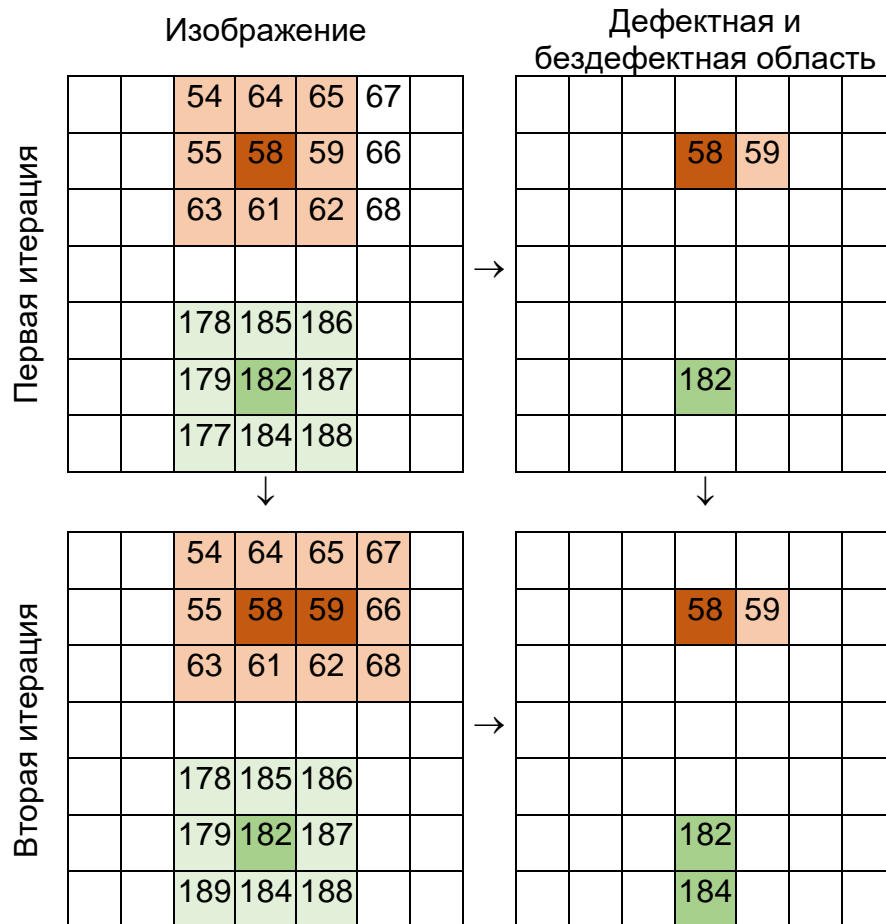 Изображение
Дефектная и
бездефектная область
Первая итерация
54 64 65 67
55 58 59 66
63 61 62 68
178 185 186
179 182 187
177 184 188
→
58 59
182
↓ ↓
Вторая итерация
54 64 65 67
55 58 59 66
63 61 62 68
178 185 186
179 182 187
189 184 188
→
58 59
182
184